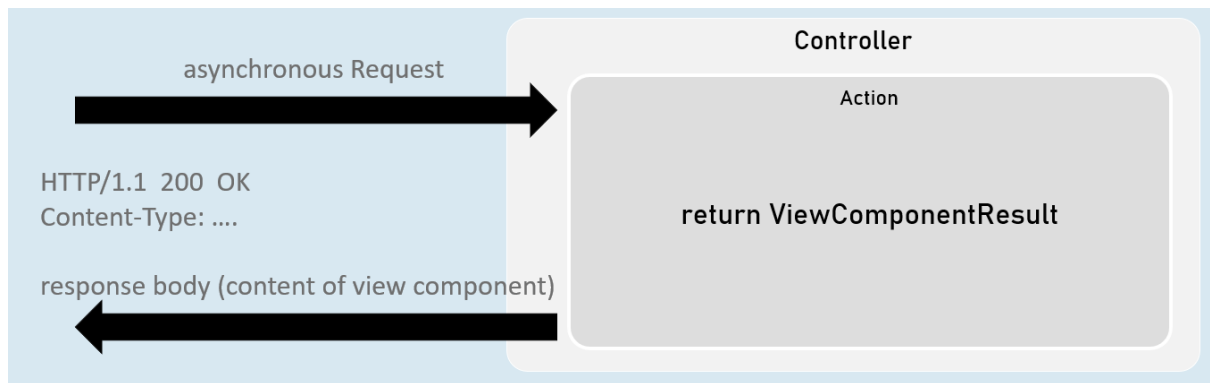 Controller
asynchronous Request
Action
HTTP/1.1 200 OK
Content-Type: ....
return ViewComponentResult
response body (content of view component)